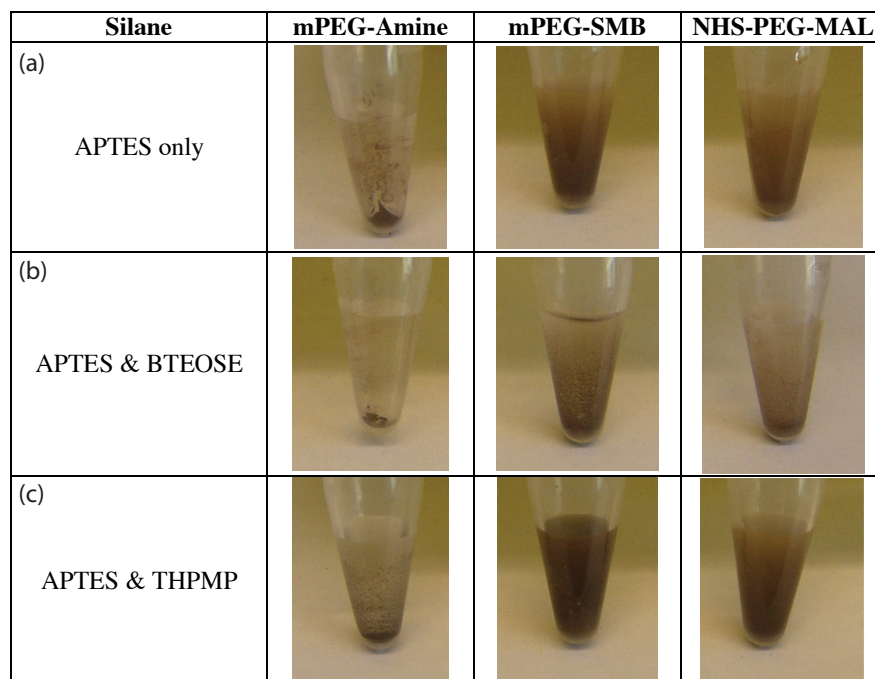 Silane mPEG-Amine mPEG-SMB NHS-PEG-MAL
(a)
APTES only
(b)
APTES & BTEOSE
(c)
APTES & THPMP